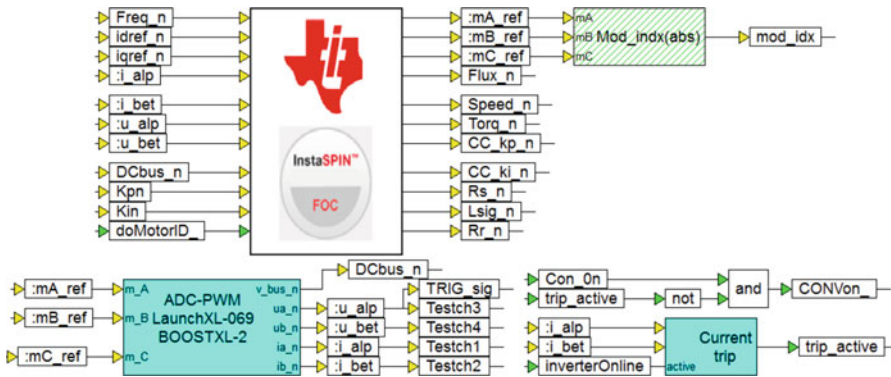 Freq_n
idref_n
iqref_n
:i_alp
:i_bet
:u_alp
:u_bet
DCbus_n
Kpn
Kin
doMotorID_
ti
InstaSPIN™
FOC
:mA_ref
:mB_ref
:mC_ref
Flux_n
Speed_n
Torq_n
CC_kp_n
CC_ki_n
Rs_n
Lsig_n
Rr_n
mA
mB
mC
Mod_indx(abs)
mod_idx
:mA_ref
:mB_ref
:mC_ref
m_A
m_B
m_C
ADC-PWM
LaunchXL-069
BOOSTXL-2
v_bus_n
ua_n
ub_n
ia_n
ib_n
DCbus_n
:u_alp
:u_bet
:i_alp
:i_bet
TRIG_sig
Testch3
Testch4
Testch1
Testch2
Con_0n
trip_active
not
and
CONVon_
:i_alp
:i_bet
inverterOnline
Current
trip
active
trip_active